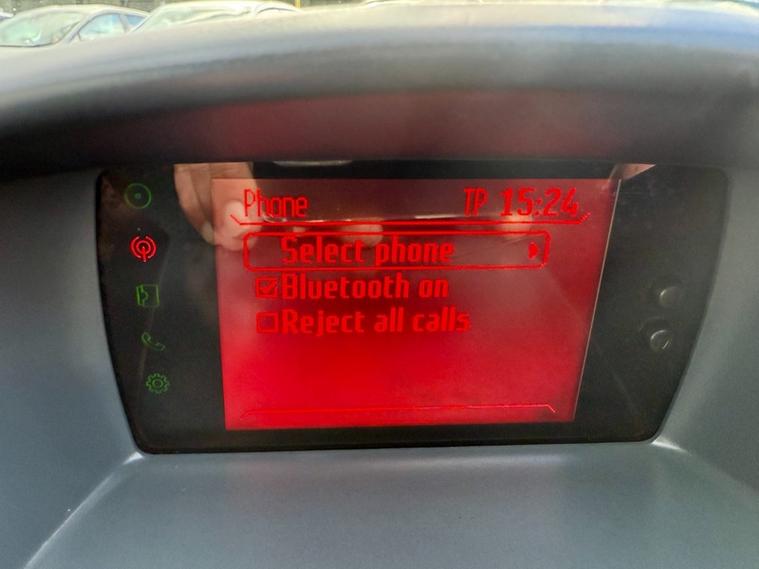 Phone TP 15:24
Select phone
Bluetooth on
Reject all calls